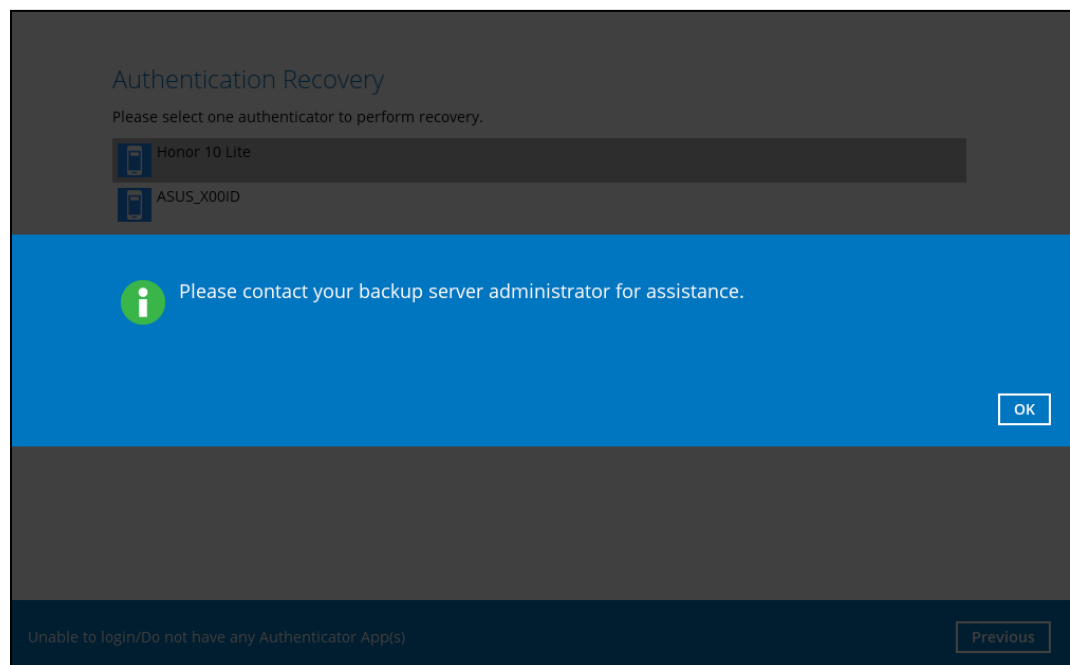 Authentication Recovery
Please select one authenticator to perform recovery.
Honor 10 Lite
ASUS_X00ID
Please contact your backup server administrator for assistance.
OK
Unable to login/Do not have any Authenticator App(s)
Previous